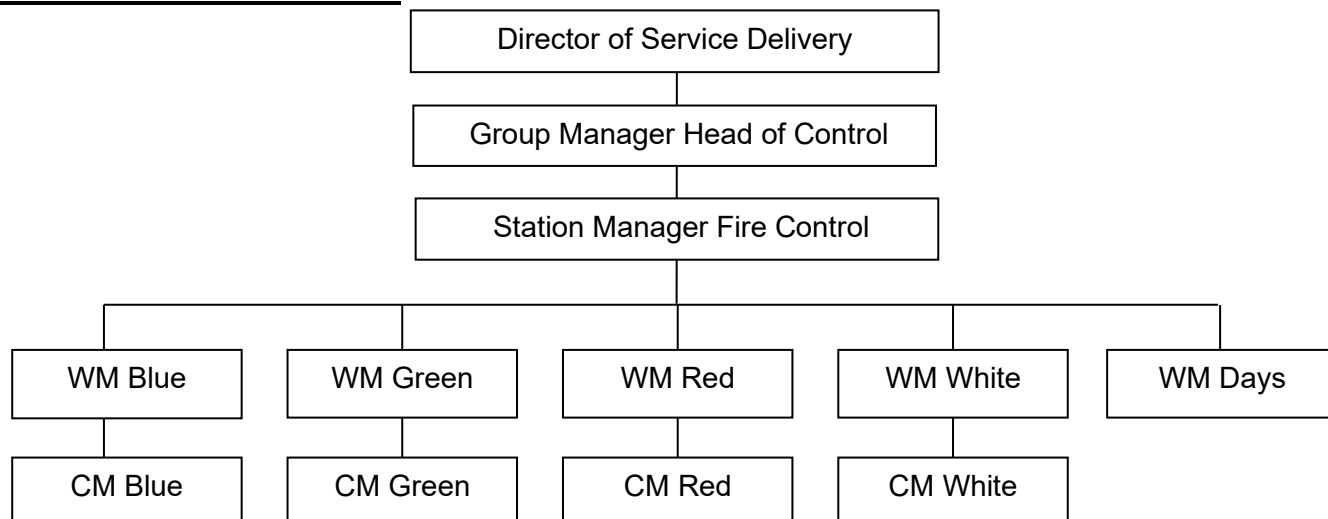 Director of Service Delivery
Group Manager Head of Control
Station Manager Fire Control
WM Blue
WM Green
WM Red
WM White
WM Days
CM Blue
CM Green
CM Red
CM White